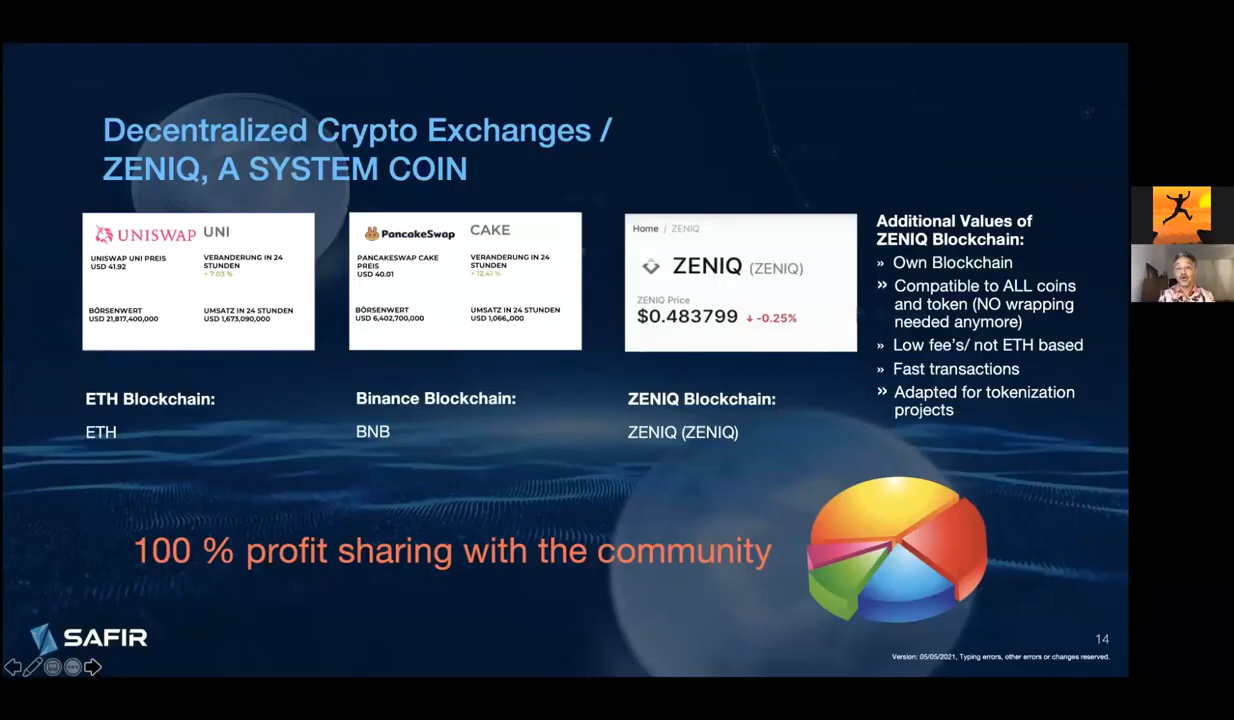 Decentralized Crypto Exchanges /
ZENIQ, A SYSTEM COIN
UNISWAP UNI
UNISWAP UNI PREIS
USD 41.92
VERANDERUNG IN 24
STUNDEN
+ 7.03 %
BÖRSENWERT
USD 21,817,400,000
UMSATZ IN 24 STUNDEN
USD 1,673,090,000
PancakeSwap CAKE
PANCAKESWAP CAKE
PREIS
USD 40.01
VERANDERUNG IN 24
STUNDEN
+ 12,41 %
BÖRSENWERT
USD 6,402,700,000
UMSATZ IN 24 STUNDEN
Home / ZENIQ
ZENIQ (ZENIQ)
ZENIQ Price
$0.483799 -0.25%
Additional Values of
ZENIQ Blockchain:
» Own Blockchain
» Compatible to ALL coins
and token (NO wrapping
needed anymore)
» Low fee's/ not ETH based
» Fast transactions
» Adapted for tokenization
projects
ETH Blockchain:
ETH
Binance Blockchain:
BNB
ZENIQ Blockchain:
ZENIQ (ZENIQ)
100 % profit sharing with the community
SAFIR
14
Version: 05/05/2021, Typing errors, other errors or changes reserved.